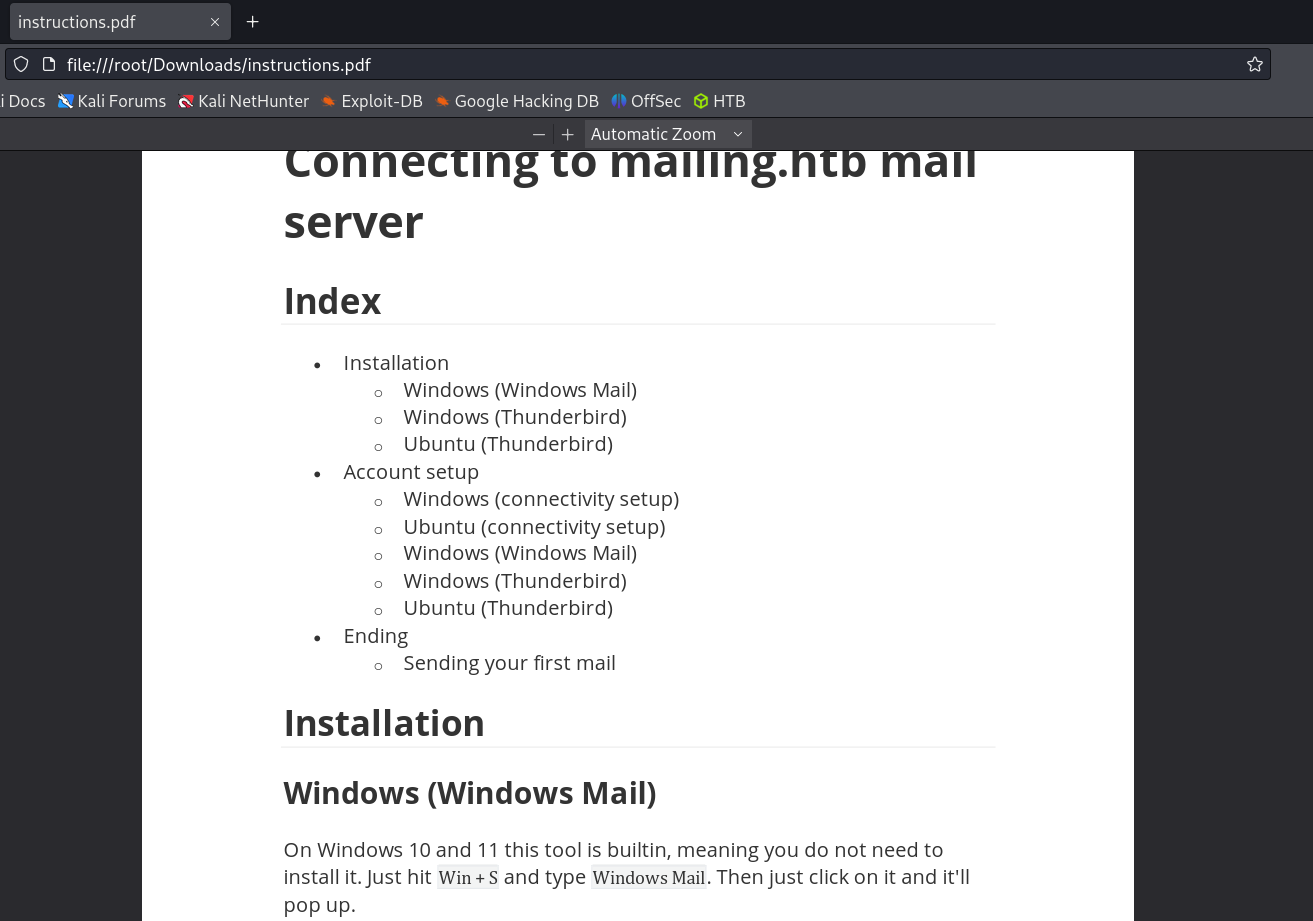 instructions.pdf
file:///root/Downloads/instructions.pdf
i Docs Kali Forums Kali NetHunter Exploit-DB Google Hacking DB OffSec HTB
Automatic Zoom
Connecting to mailing.htb mail
server
Index
Installation
Windows (Windows Mail)
Windows (Thunderbird)
Ubuntu (Thunderbird)
Account setup
Windows (connectivity setup)
Ubuntu (connectivity setup)
Windows (Windows Mail)
Windows (Thunderbird)
Ubuntu (Thunderbird)
Ending
Sending your first mail
Installation
Windows (Windows Mail)
On Windows 10 and 11 this tool is builtin, meaning you do not need to
install it. Just hit Win + S and type Windows Mail. Then just click on it and it'll
pop up.